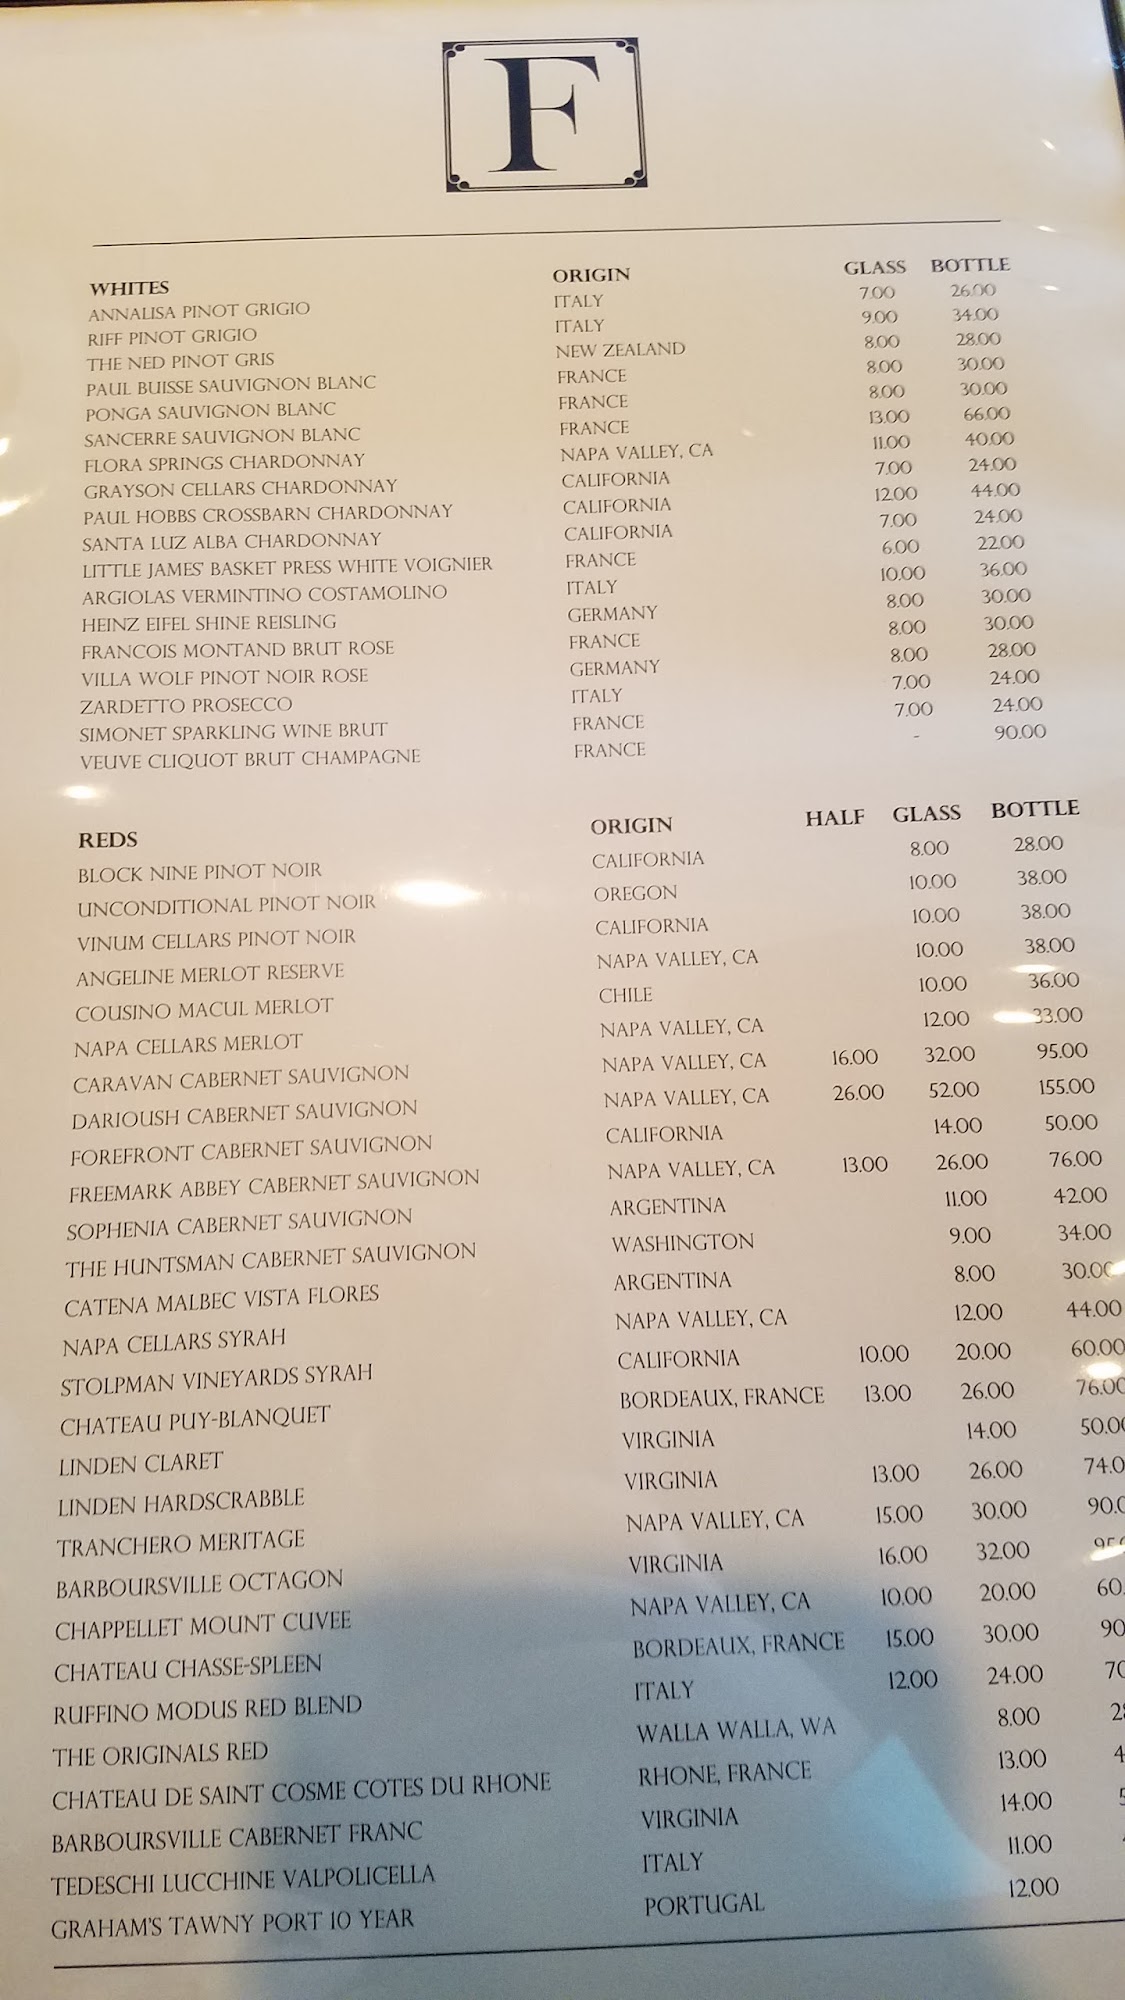 F
WHITES ORIGIN GLASS BOTTLE
ANNALISA PINOT GRIGIO ITALY 7.00 26.00
RIFF PINOT GRIGIO ITALY 9.00 34.00
THE NED PINOT GRIS NEW ZEALAND 8.00 28.00
PAUL BUISSE SAUVIGNON BLANC FRANCE 8.00 30.00
PONGA SAUVIGNON BLANC FRANCE 8.00 30.00
SANCERRE SAUVIGNON BLANC FRANCE 13.00 66.00
FLORA SPRINGS CHARDONNAY NAPA VALLEY, CA 11.00 40.00
GRAYSON CELLARS CHARDONNAY CALIFORNIA 7.00 24.00
PAUL HOBBS CROSSBARN CHARDONNAY CALIFORNIA 12.00 44.00
SANTA LUZ ALBA CHARDONNAY CALIFORNIA 7.00 24.00
LITTLE JAMES' BASKET PRESS WHITE VOIGNIER FRANCE 6.00 22.00
ARGIOLAS VERMINTINO COSTAMOLINO ITALY 10.00 36.00
HEINZ EIFEL SHINE REISLING GERMANY 8.00 30.00
FRANCOIS MONTAND BRUT ROSE FRANCE 8.00 30.00
VILLA WOLF PINOT NOIR ROSE GERMANY 8.00 28.00
ZARDETTO PROSECCO ITALY 7.00 24.00
SIMONET SPARKLING WINE BRUT FRANCE 7.00 24.00
VEUVE CLIQUOT BRUT CHAMPAGNE FRANCE - 90.00
REDS ORIGIN HALF GLASS BOTTLE
BLOCK NINE PINOT NOIR CALIFORNIA 8.00 28.00
UNCONDITIONAL PINOT NOIR OREGON 10.00 38.00
VINUM CELLARS PINOT NOIR CALIFORNIA 10.00 38.00
ANGELINE MERLOT RESERVE NAPA VALLEY, CA 10.00 38.00
COUSINO MACUL MERLOT CHILE 10.00 36.00
NAPA CELLARS MERLOT NAPA VALLEY, CA 12.00 33.00
CARAVAN CABERNET SAUVIGNON NAPA VALLEY, CA 16.00 32.00 95.00
DARIOUSH CABERNET SAUVIGNON NAPA VALLEY, CA 26.00 52.00 155.00
FOREFRONT CABERNET SAUVIGNON CALIFORNIA 14.00 50.00
FREEMARK ABBEY CABERNET SAUVIGNON NAPA VALLEY, CA 13.00 26.00 76.00
SOPHENIA CABERNET SAUVIGNON ARGENTINA 11.00 42.00
THE HUNTSMAN CABERNET SAUVIGNON WASHINGTON 9.00 34.00
CATENA MALBEC VISTA FLORES ARGENTINA 8.00 30.00
NAPA CELLARS SYRAH NAPA VALLEY, CA 12.00 44.00
STOLPMAN VINEYARDS SYRAH CALIFORNIA 10.00 20.00 60.00
CHATEAU PUY-BLANQUET BORDEAUX, FRANCE 13.00 26.00 76.00
LINDEN CLARET VIRGINIA 14.00 50.0
LINDEN HARDSCRABBLE VIRGINIA 13.00 26.00 74.0
TRANCHERO MERITAGE NAPA VALLEY, CA 15.00 30.00 90.0
BARBOURSVILLE OCTAGON VIRGINIA 16.00 32.00
CHAPPELLET MOUNT CUVEE NAPA VALLEY, CA 10.00 20.00 60.
CHATEAU CHASSE-SPLEEN BORDEAUX, FRANCE 15.00 30.00 90
RUFFINO MODUS RED BLEND ITALY 12.00 24.00 70
THE ORIGINALS RED WALLA WALLA, WA 8.00 28
CHATEAU DE SAINT COSME COTES DU RHONE RHONE, FRANCE 13.00 4
BARBOURSVILLE CABERNET FRANC VIRGINIA 14.00 5
TEDESCHI LUCCHINE VALPOLICELLA ITALY 11.00
GRAHAM'S TAWNY PORT 10 YEAR PORTUGAL 12.00